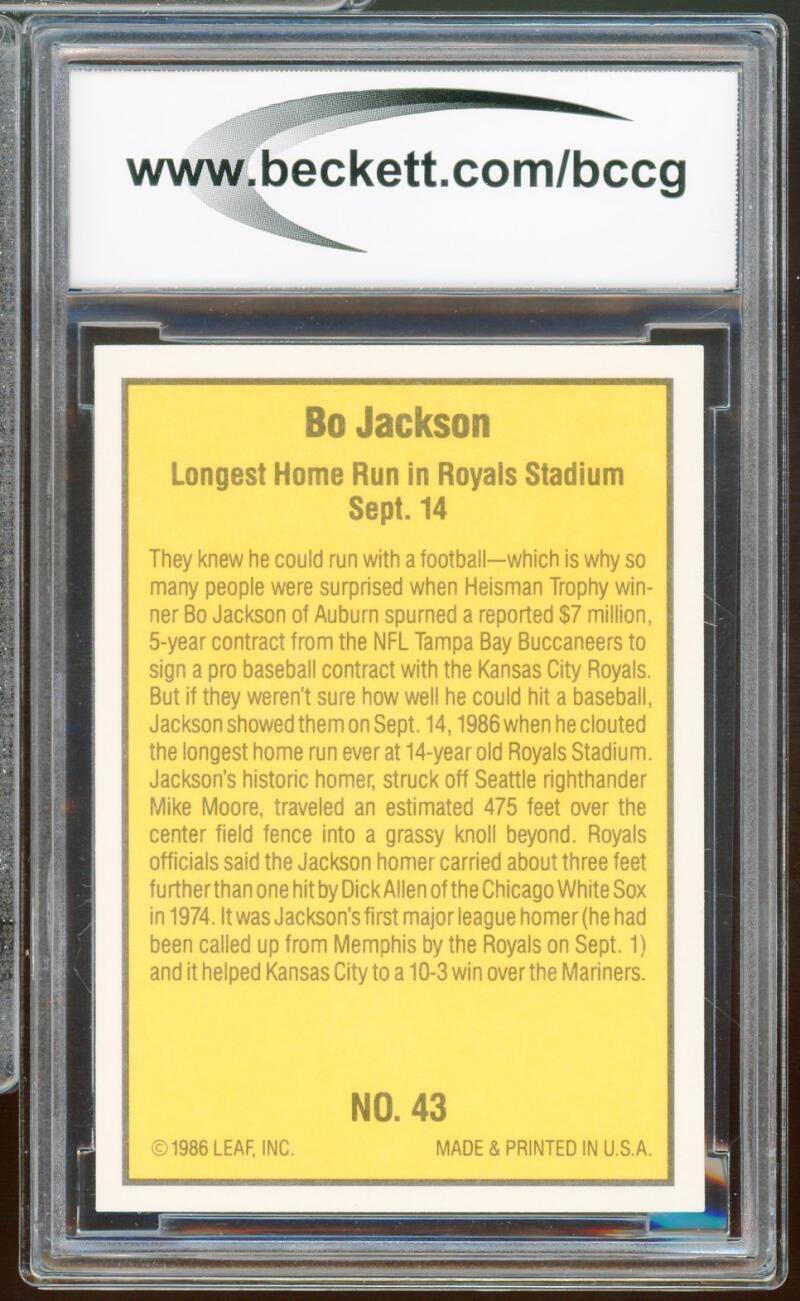 www.beckett.com/bccg
Bo Jackson
Longest Home Run in Royals Stadium
Sept. 14
They knew he could run with a football—which is why so
many people were surprised when Heisman Trophy win-
ner Bo Jackson of Auburn spurned a reported $7 million,
5-year contract from the NFL Tampa Bay Buccaneers to
sign a pro baseball contract with the Kansas City Royals.
But if they weren't sure how well he could hit a baseball,
Jackson showed them on Sept. 14, 1986 when he clouted
the longest home run ever at 14-year old Royals Stadium.
Jackson's historic homer, struck off Seattle righthander
Mike Moore, traveled an estimated 475 feet over the
center field fence into a grassy knoll beyond. Royals
officials said the Jackson homer carried about three feet
further than one hit by Dick Allen of the Chicago White Sox
in 1974. It was Jackson's first major league homer (he had
been called up from Memphis by the Royals on Sept. 1)
and it helped Kansas City to a 10-3 win over the Mariners.
NO. 43
© 1986 LEAF, INC. MADE & PRINTED IN U.S.A.